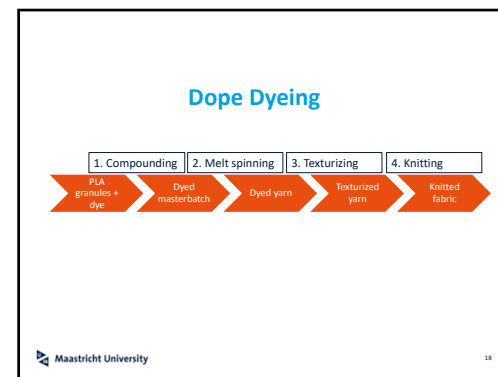 Dope Dyeing
1. Compounding
2. Melt spinning
3. Texturizing
4. Knitting
PLA
granules +
dye
Dyed
masterbatch
Dyed yarn
Texturized
yarn
Knitted
fabric
Maastricht University
18